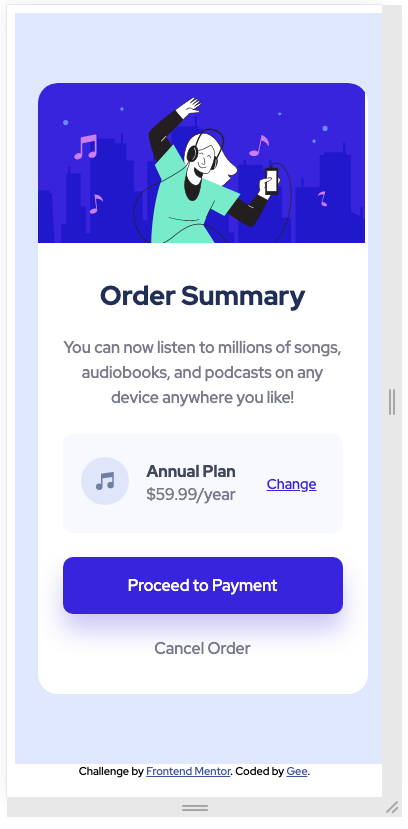 Order Summary
You can now listen to millions of songs,
audiobooks, and podcasts on any
device anywhere you like!
Annual Plan
$59.99/year
Change
Proceed to Payment
Cancel Order
Challenge by Frontend Mentor. Coded by Gee.